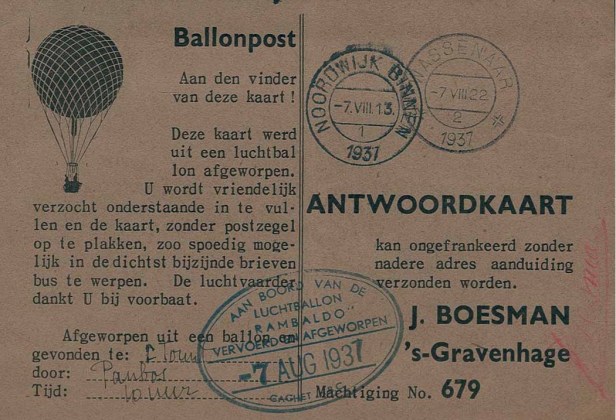 Ballonpost
Aan den vinder
van deze kaart!
Deze kaart werd
uit een luchtbal
lon afgeworpen.
U wordt vriendelijk
verzocht onderstaande in te vul-
len en de kaart, zonder postzegel
op te plakken, zoo spoedig moge-
lijk in de dichtst bijzijnde brieven
bus te werpen. De luchtvaarder
dankt U bij voorbaat.
Afgeworpen uit een ballon en
gevonden te:
door:
Tijd:
NOORDWIJK BINNEN
-7.VIII.13.
1
1937
WASSENAAR
-7 VIII 22
2
1937
ANTWOORDKAART
kan ongefrankeerd zonder
nadere adres aanduiding
verzonden worden.
J. BOESMAN
's-Gravenhage
Machtiging No. 679
AAN BOORD VAN DE
LUCHTBALLON
"RAMBALDO"
VERVOERD EN AFGEWORPEN
-7 AUG 1937
CACHET